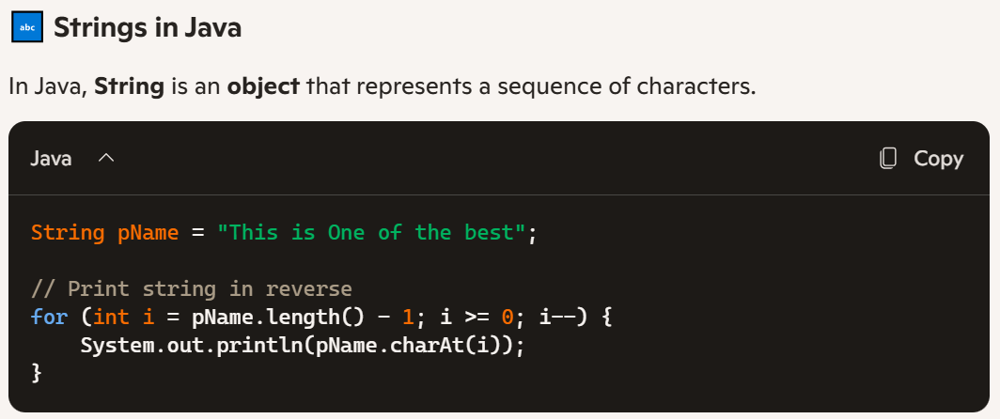 abc Strings in Java
In Java, String is an object that represents a sequence of characters.
Java Copy
String pName = "This is One of the best";
// Print string in reverse
for (int i = pName.length() - 1; i >= 0; i--) {
    System.out.println(pName.charAt(i));
}